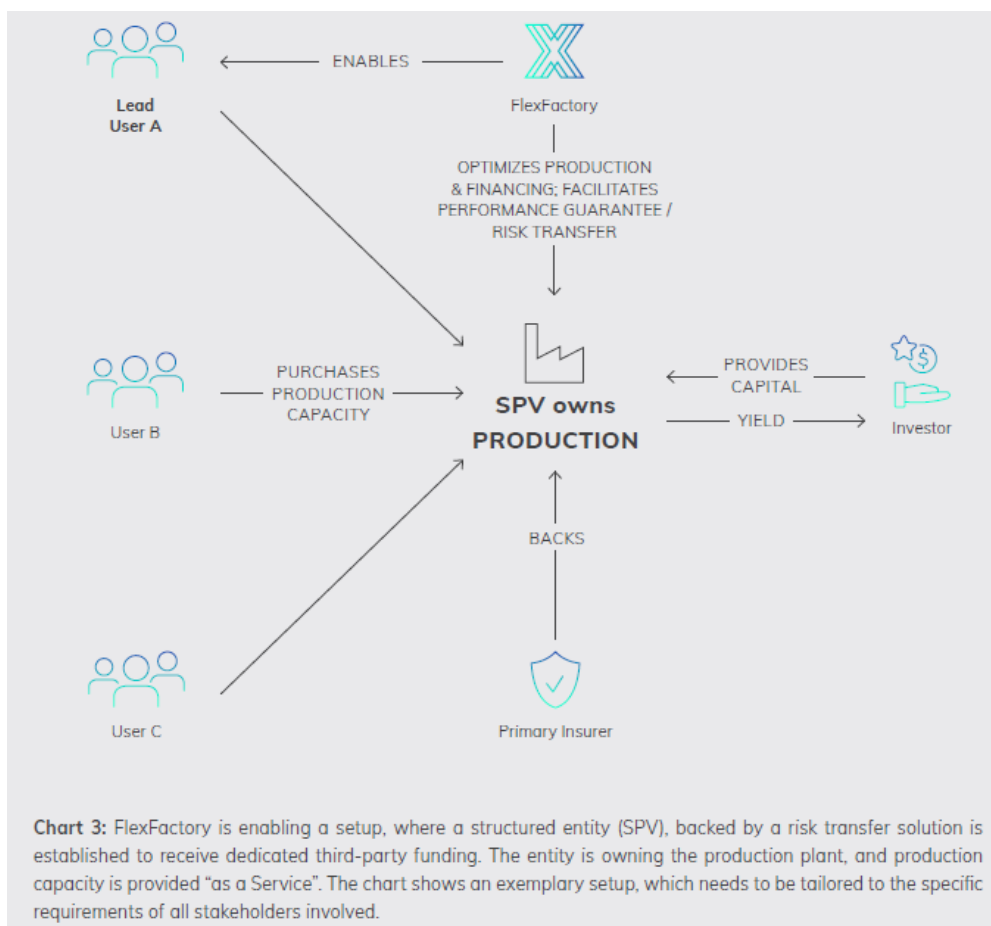 ENABLES
Lead
User A
FlexFactory
OPTIMIZES PRODUCTION
& FINANCING; FACILITATES
PERFORMANCE GUARANTEE /
RISK TRANSFER
PURCHASES
PRODUCTION
CAPACITY
User B
SPV owns
PRODUCTION
PROVIDES
CAPITAL
YIELD
Investor
BACKS
User C
Primary Insurer
Chart 3: FlexFactory is enabling a setup, where a structured entity (SPV), backed by a risk transfer solution is
established to receive dedicated third-party funding. The entity is owning the production plant, and production
capacity is provided “as a Service”. The chart shows an exemplary setup, which needs to be tailored to the specific
requirements of all stakeholders involved.